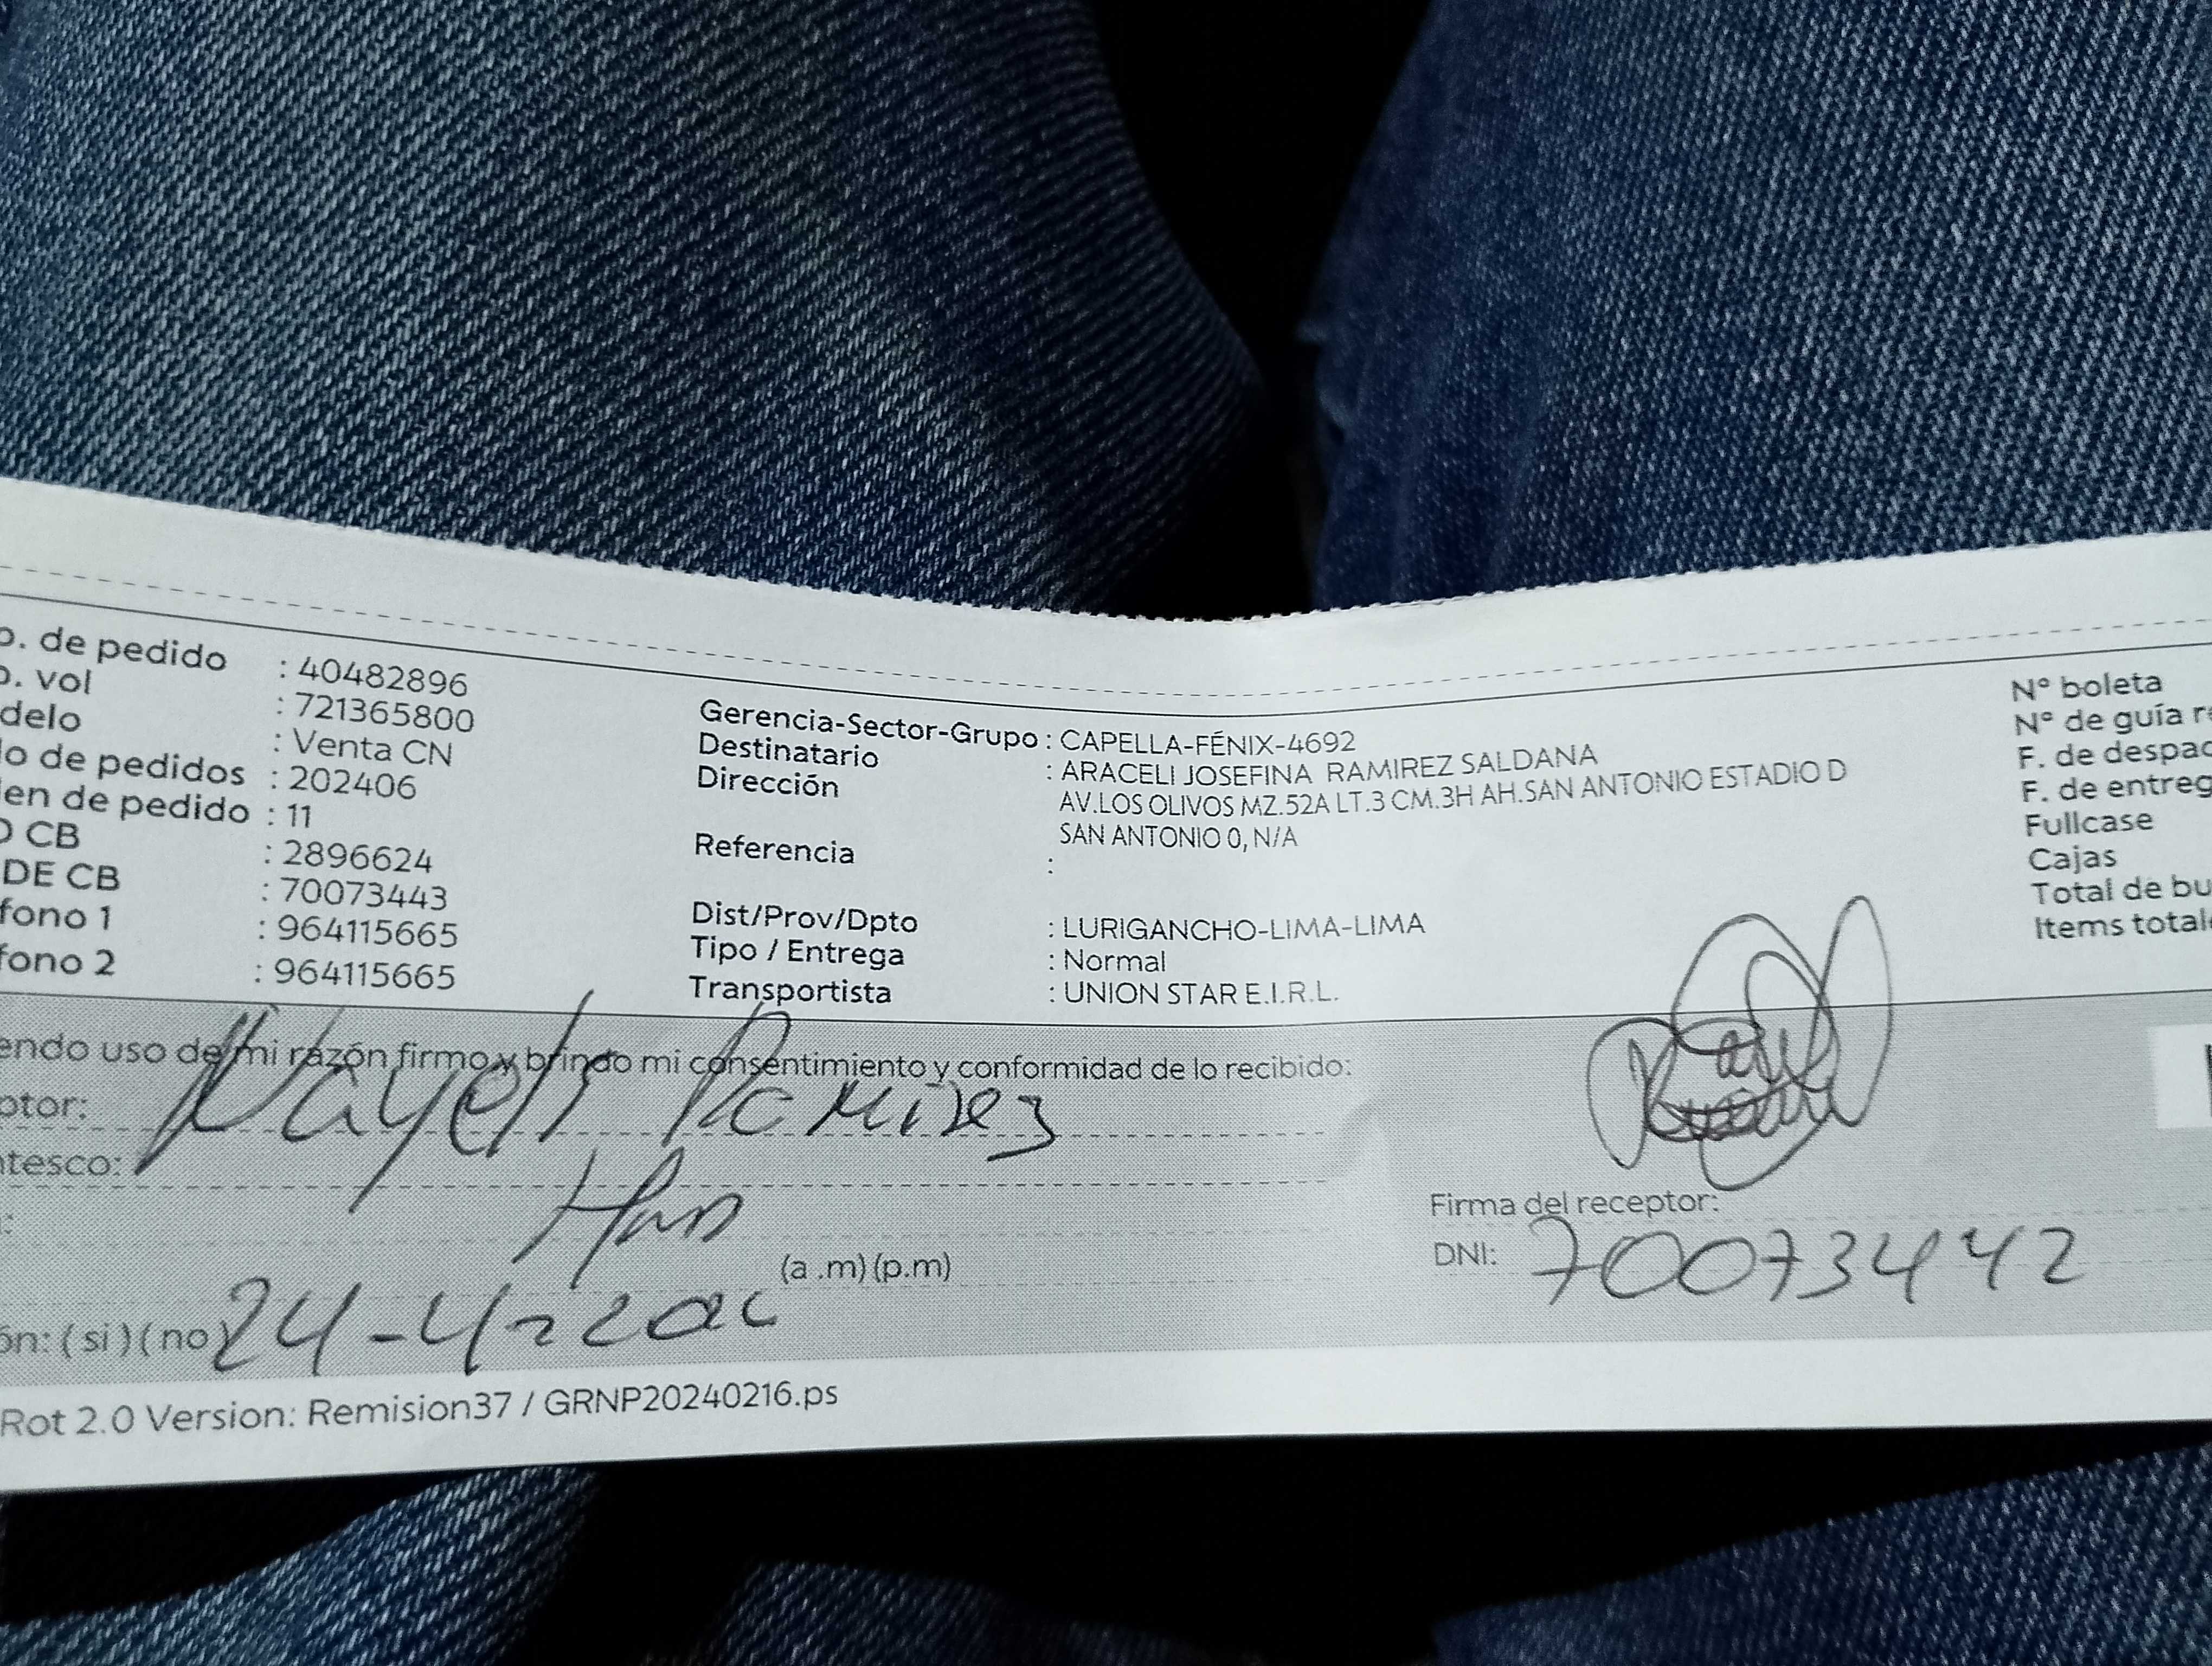 o. de pedido : 40482896
o. vol : 721365800
delo : Venta CN
lo de pedidos : 202406
en de pedido : 11
O CB : 2896624
DE CB : 70073443
fono 1 : 964115665
fono 2 : 964115665
Gerencia-Sector-Grupo : CAPELLA-FÉNIX-4692
Destinatario : ARACELI JOSEFINA RAMIREZ SALDANA
Dirección : AV.LOS OLIVOS MZ.52A LT.3 CM.3H AH.SAN ANTONIO ESTADIO D
SAN ANTONIO 0, N/A
Referencia :
Dist/Prov/Dpto : LURIGANCHO-LIMA-LIMA
Tipo / Entrega : Normal
Transportista : UNION STAR E.I.R.L.
N° boleta
N° de guía re
F. de despac
F. de entreg
Fullcase
Cajas
Total de bu
Items totale
endo uso de mi razón firmo y brindo mi consentimiento y conformidad de lo recibido:
ptor: Nayeli Ramirez
ntesco:
(a .m) (p.m)
ón: ( si ) ( no ) 24-4-
Firma del receptor:
DNI: 70073442
Rot 2.0 Version: Remision37 / GRNP20240216.ps